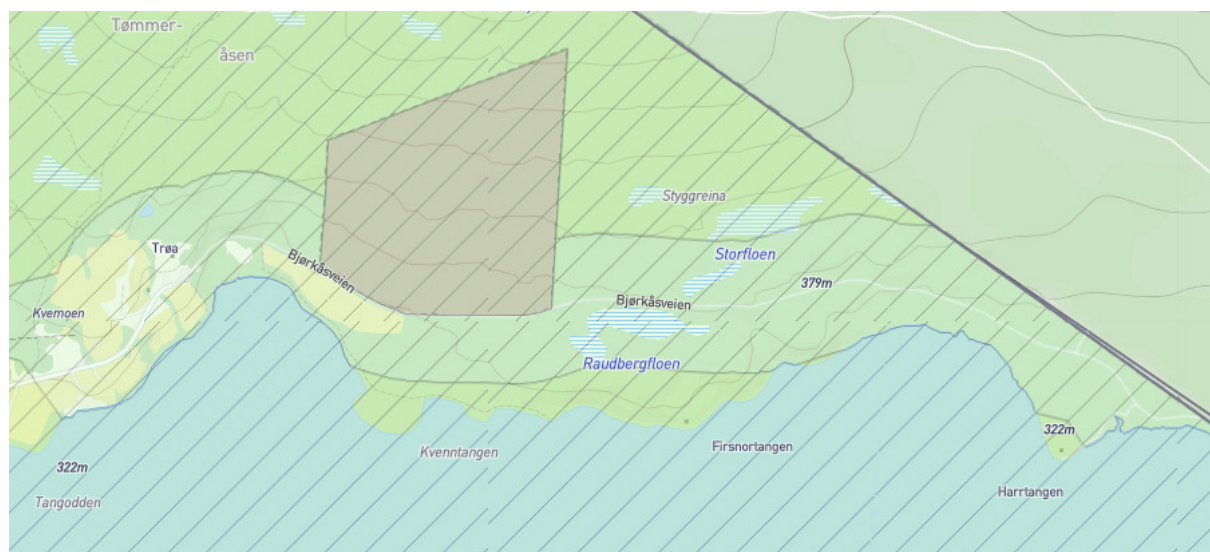 Tømmer-
åsen
Styggreina
Trøa
Storfloen
Bjørkåsveien
379m
Bjørkåsveien
Kvemoen
Raudbergfloen
322m
Firsnortangen
Kvenntangen
322m
Harrtangen
Tangodden